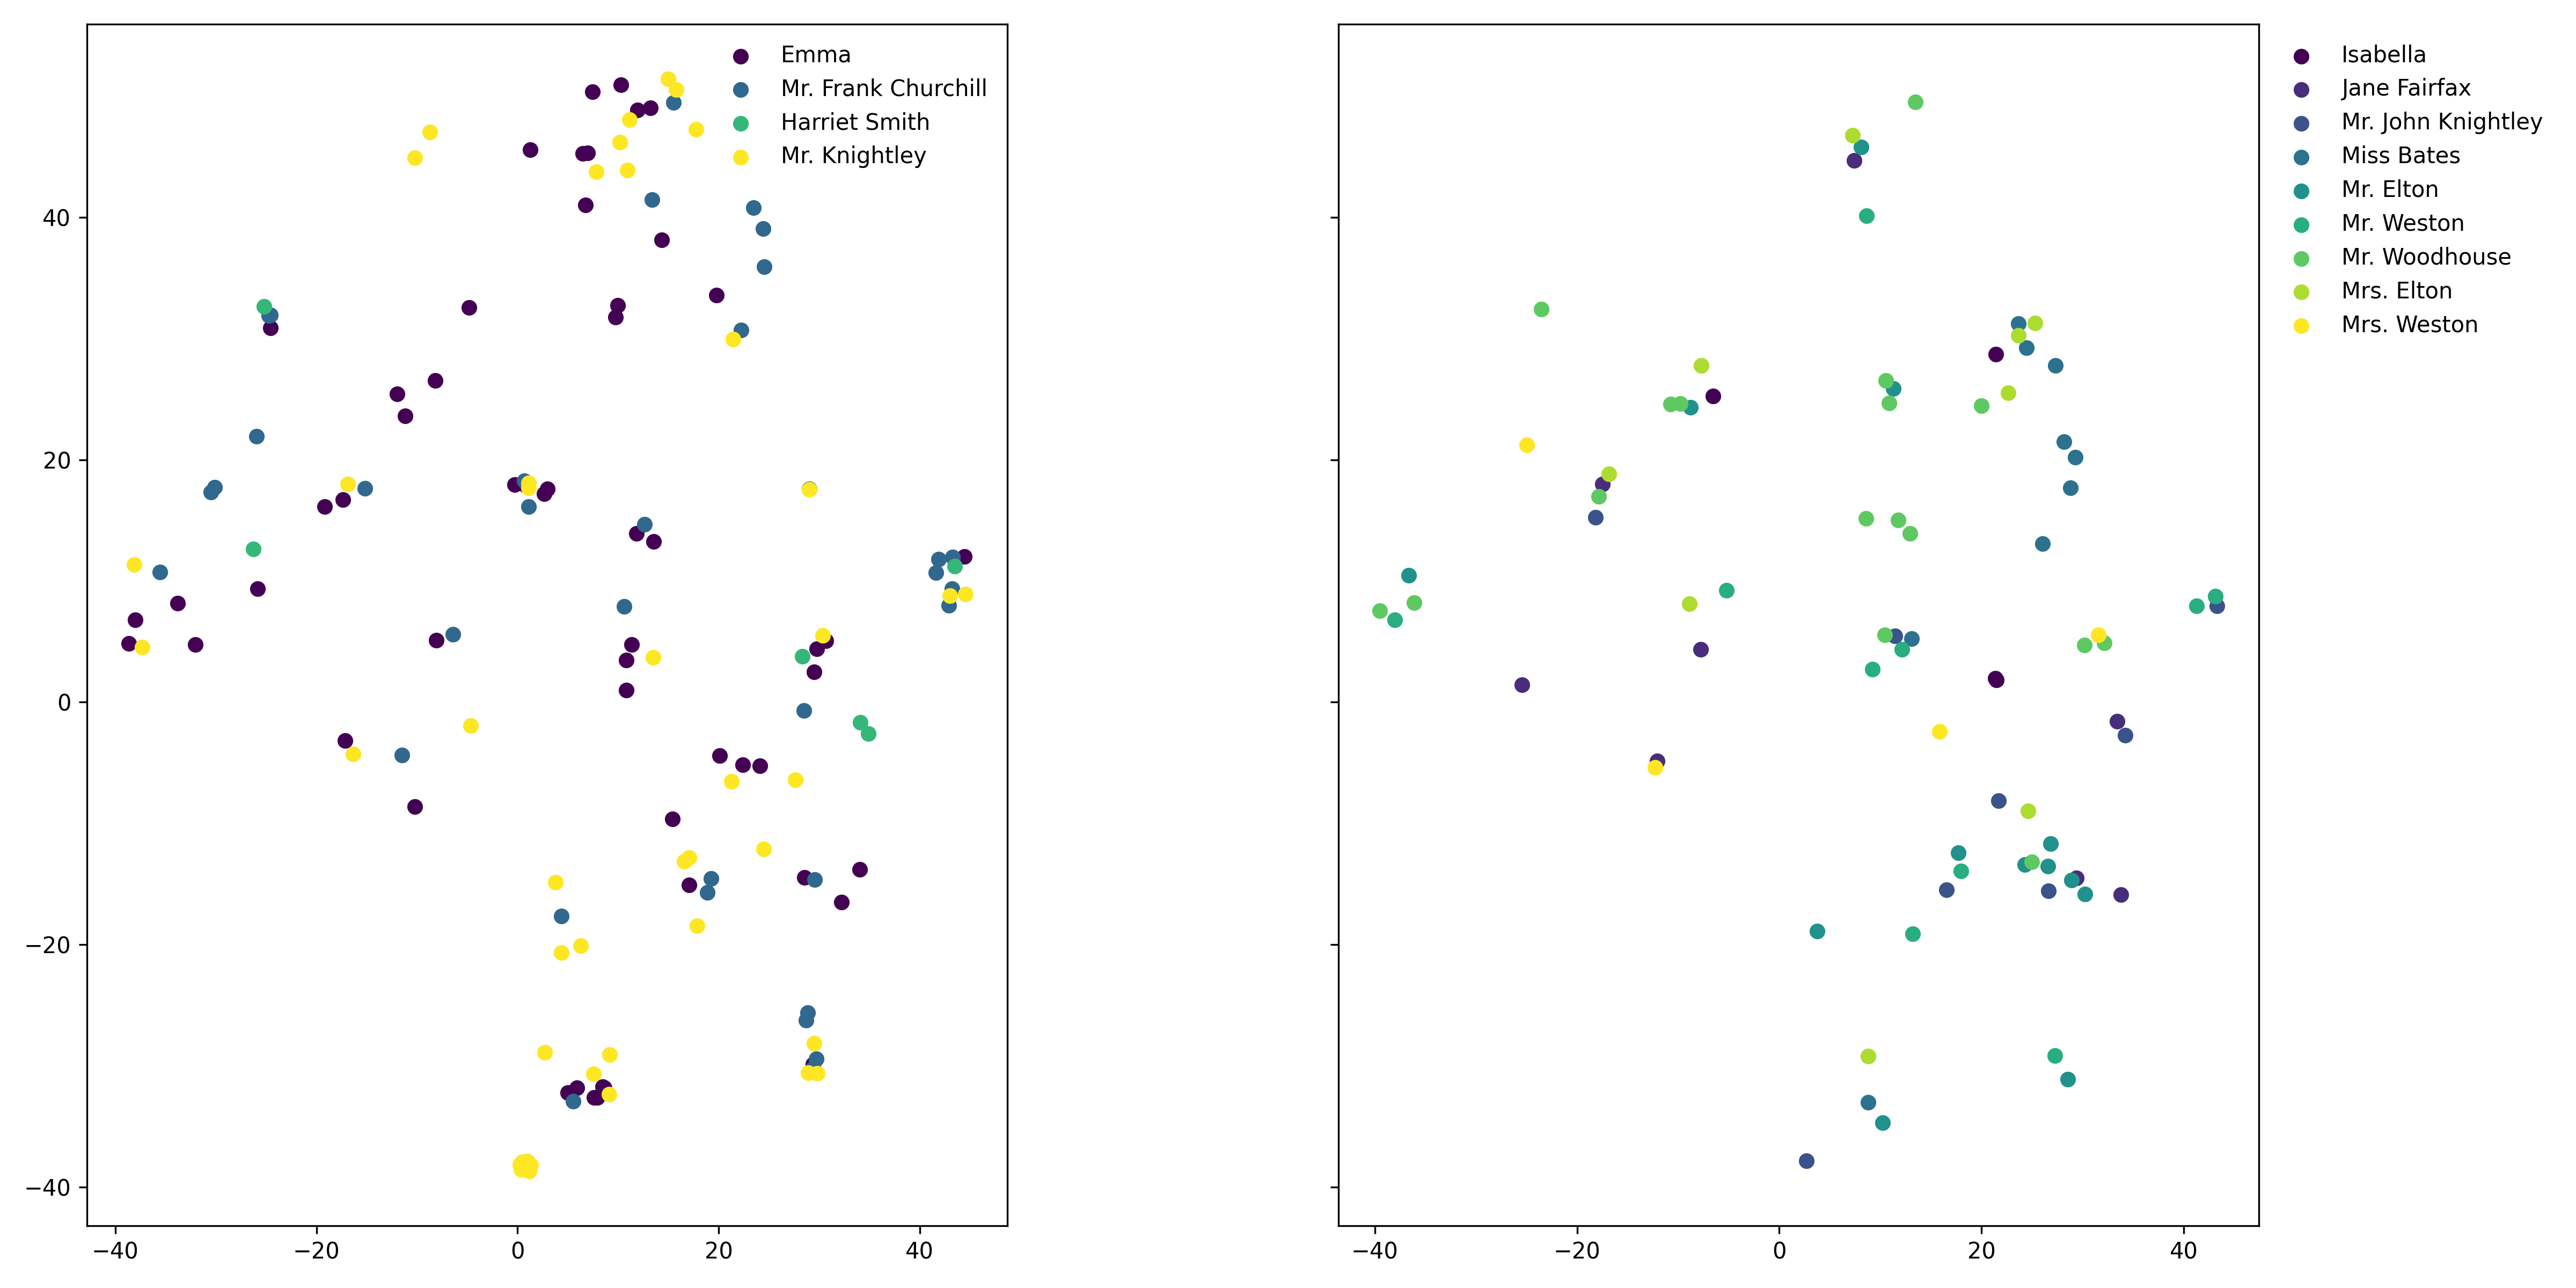 Emma
Mr. Frank Churchill
Harriet Smith
Mr. Knightley
40
20
0
−20
−40
−40 −20 0 20 40
Isabella
Jane Fairfax
Mr. John Knightley
Miss Bates
Mr. Elton
Mr. Weston
Mr. Woodhouse
Mrs. Elton
Mrs. Weston
−40 −20 0 20 40